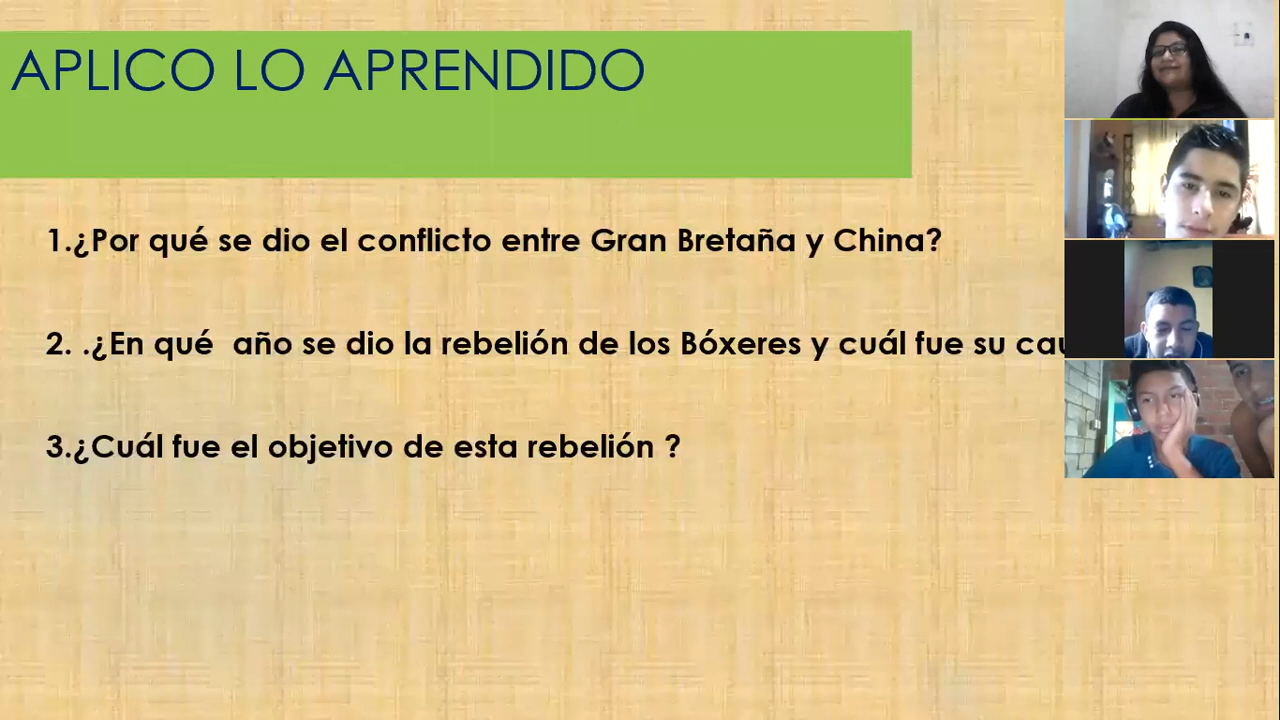 APLICO LO APRENDIDO
1.¿Por qué se dio el conflicto entre Gran Bretaña y China?
2. .¿En qué  año se dio la rebelión de los Bóxeres y cuál fue su
3.¿Cuál fue el objetivo de esta rebelión ?